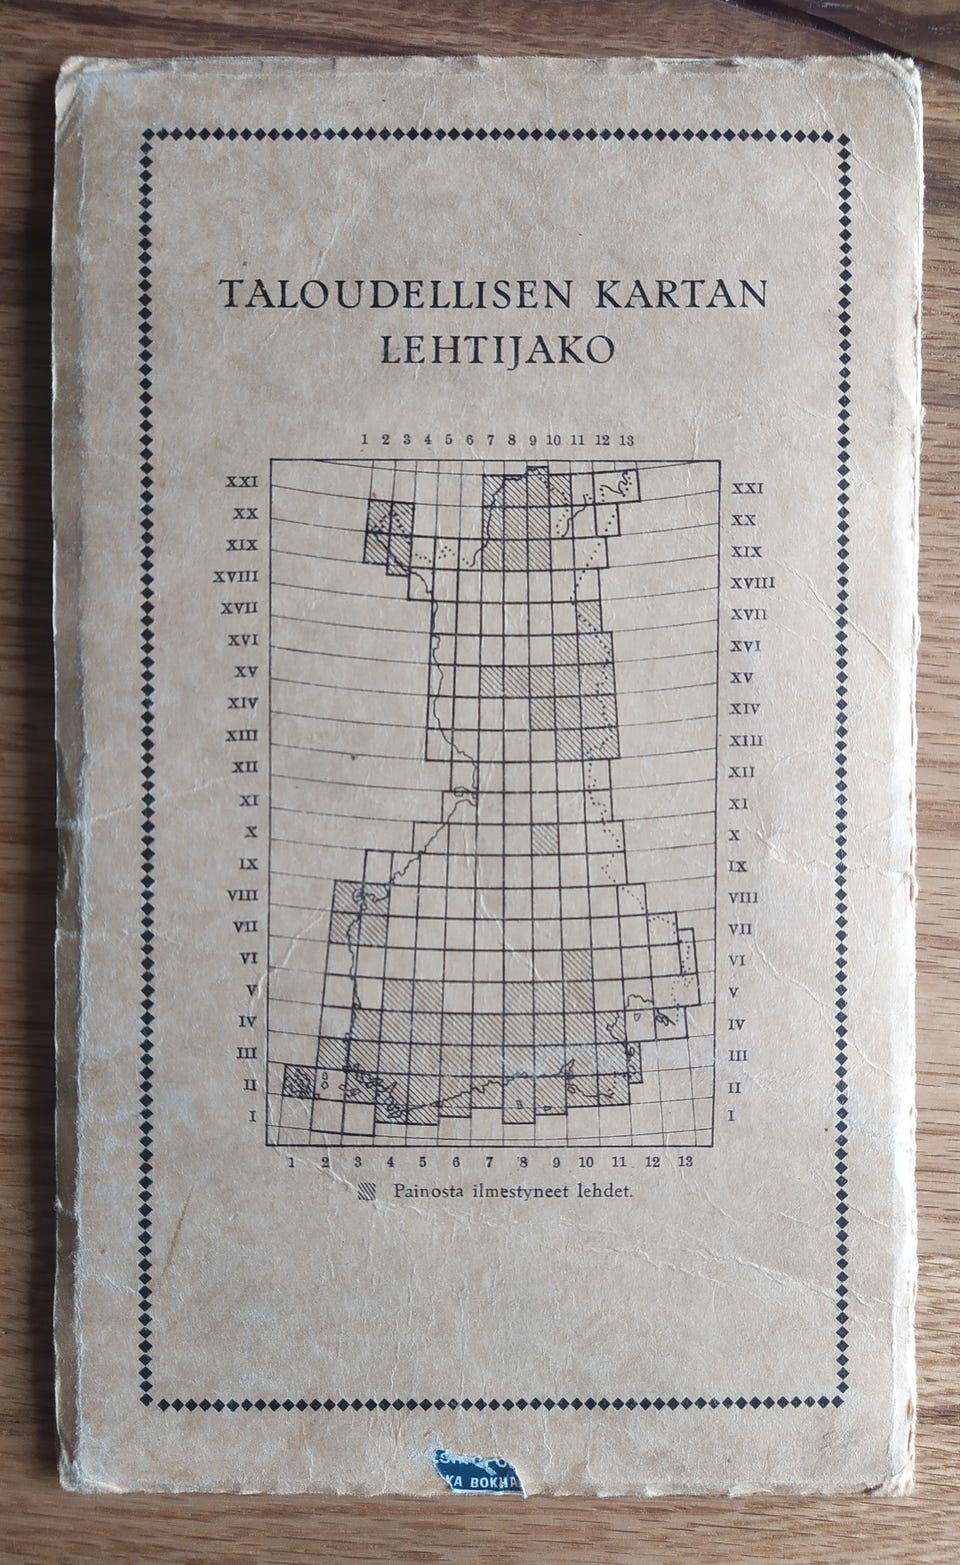 TALOUDELLISEN KARTAN
LEHTIJAKO
1 2 3 4 5 6 7 8 9 10 11 12 13
XXI XXI
XX XX
XIX XIX
XVIII XVIII
XVII XVII
XVI XVI
XV XV
XIV XIV
XIII XIII
XII XII
XI XI
X X
IX IX
VIII VIII
VII VII
VI VI
V V
IV IV
III III
II II
I I
1 2 3 4 5 6 7 8 9 10 11 12 13
Painosta ilmestyneet lehdet.
KA BOKHA